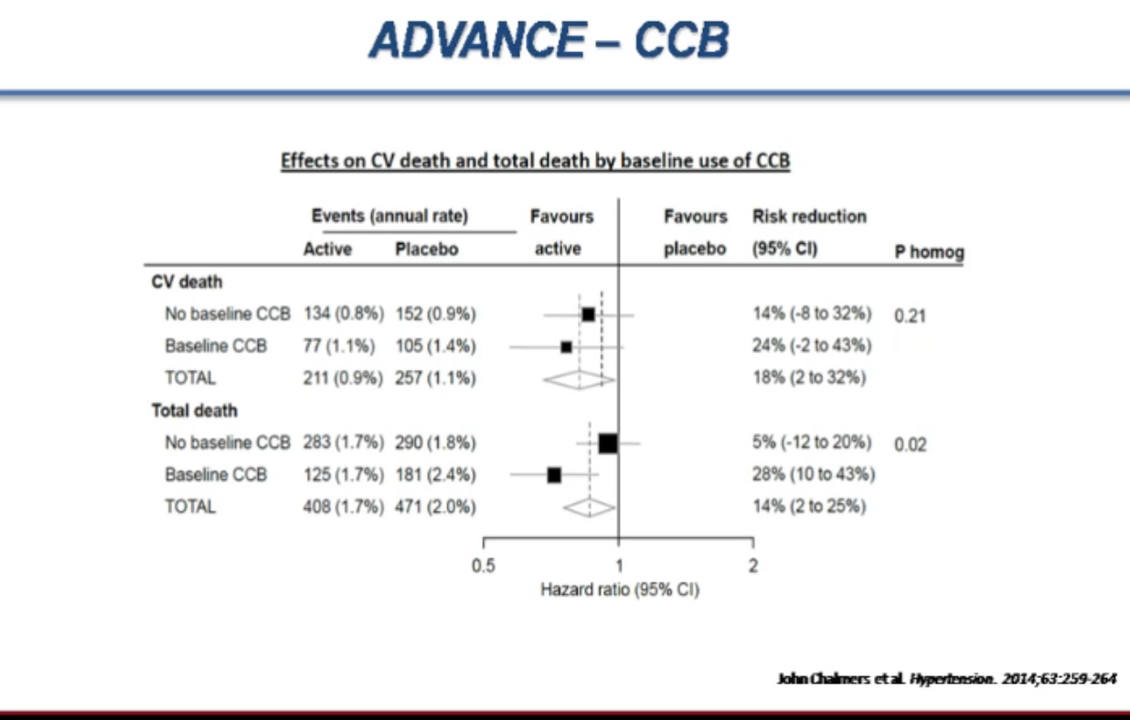 ADVANCE – CCB
Effects on CV death and total death by baseline use of CCB
Events (annual rate) Favours Favours Risk reduction
Active Placebo active placebo (95% CI) P homog
CV death
No baseline CCB 134 (0.8%) 152 (0.9%) 14% (-8 to 32%) 0.21
Baseline CCB 77 (1.1%) 105 (1.4%) 24% (-2 to 43%)
TOTAL 211 (0.9%) 257 (1.1%) 18% (2 to 32%)
Total death
No baseline CCB 283 (1.7%) 290 (1.8%) 5% (-12 to 20%) 0.02
Baseline CCB 125 (1.7%) 181 (2.4%) 28% (10 to 43%)
TOTAL 408 (1.7%) 471 (2.0%) 14% (2 to 25%)
0.5 1 2
Hazard ratio (95% CI)
John Chalmers et al. Hypertension. 2014;63:259-264